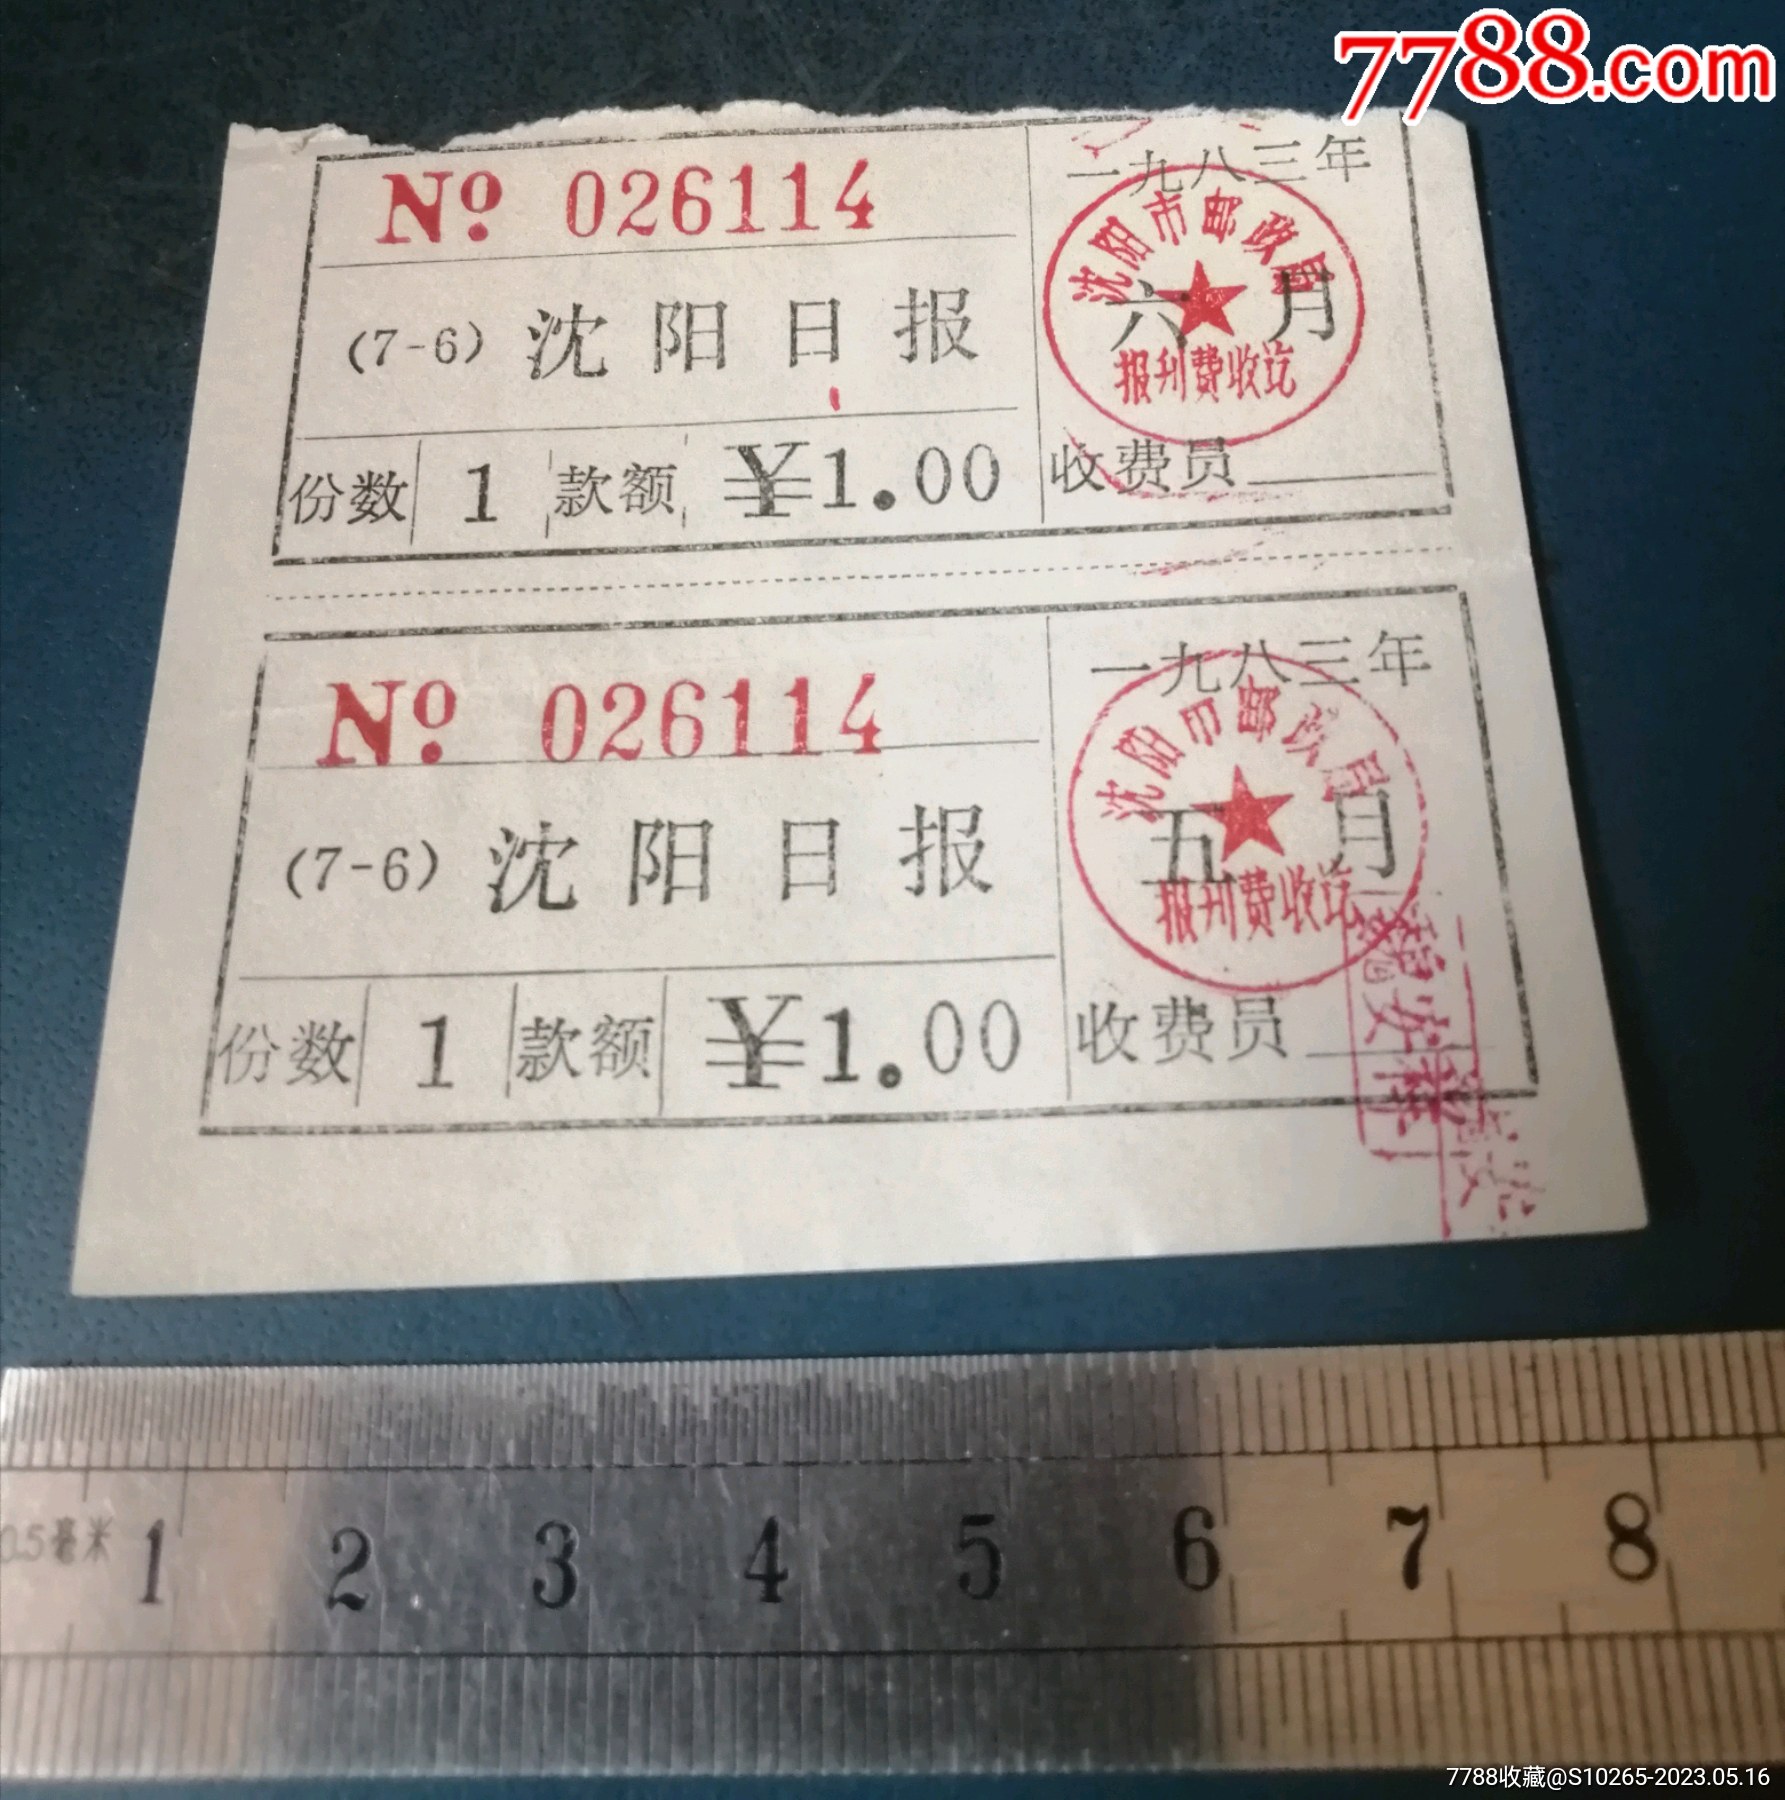 7788.com
No 026114
一九八三年
沈阳市邮政局
(7-6) 沈阳日报
六 月
报刊费收讫
份数 1 款额 ¥1.00
收费员
No 026114
一九八三年
沈阳市邮政局
(7-6) 沈阳日报
五 月
报刊费收讫
份数 1 款额 ¥1.00
收费员
0.5毫米 1 2 3 4 5 6 7 8
7788收藏@S10265-2023.05.16